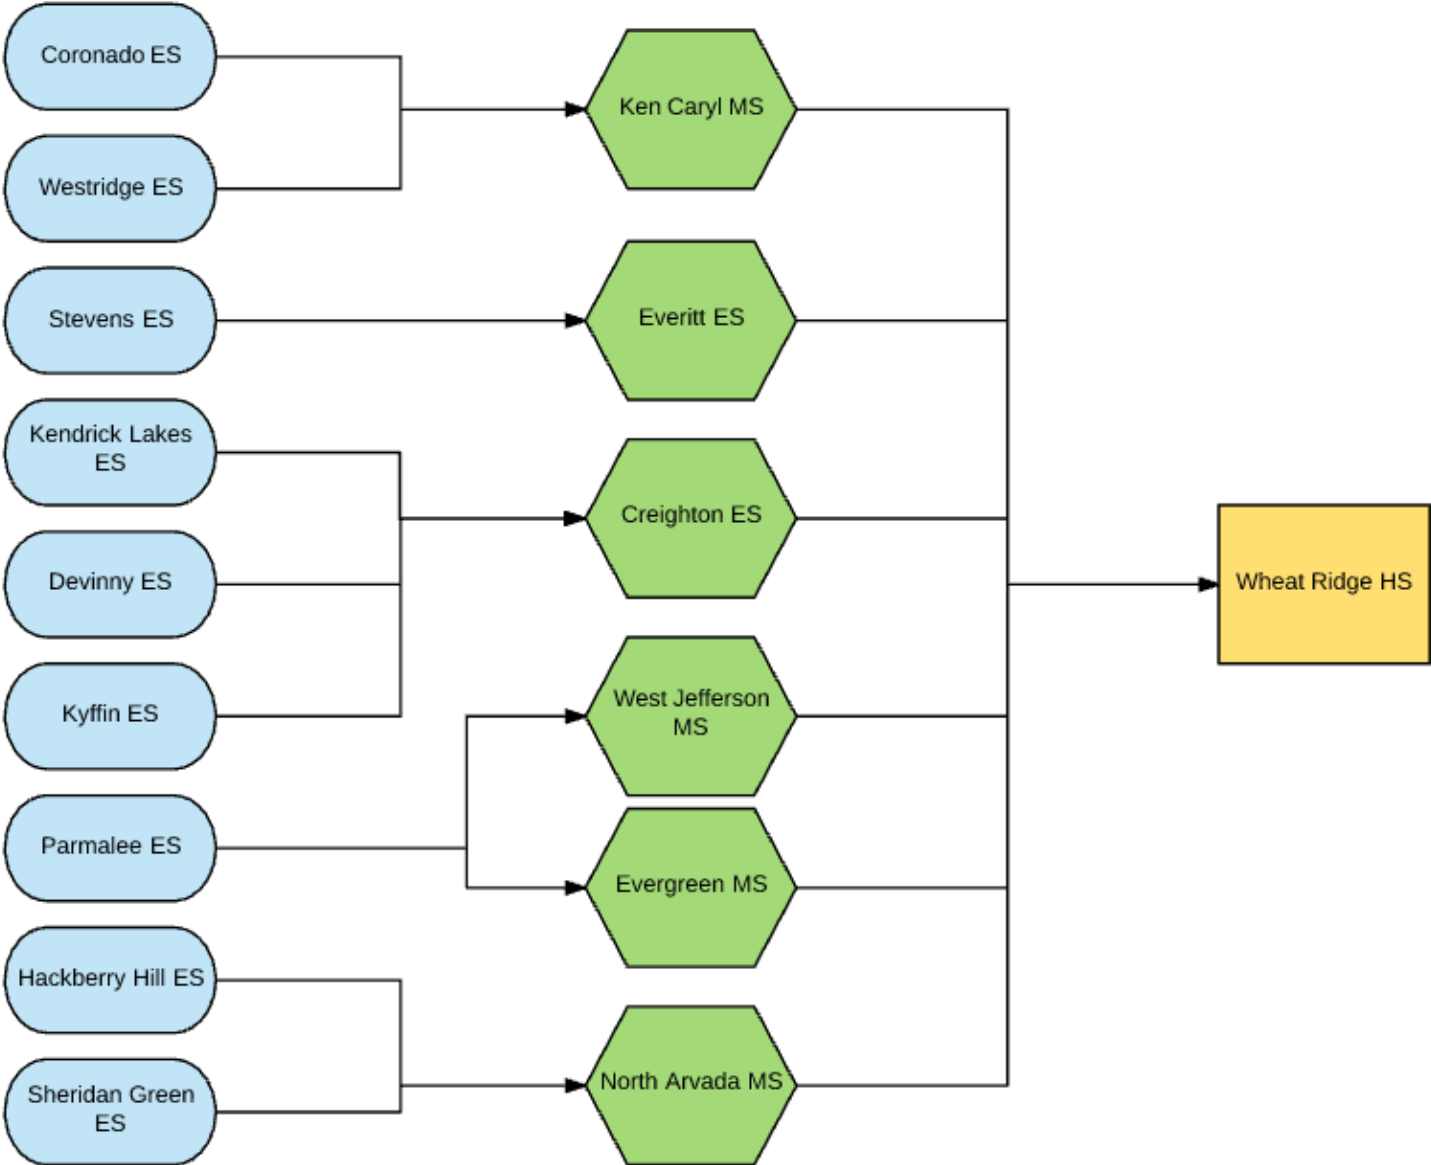 Coronado ES
Westridge ES
Stevens ES
Kendrick Lakes
ES
Devinny ES
Kyffin ES
Parmalee ES
Hackberry Hill ES
Sheridan Green
ES
Ken Caryl MS
Everitt ES
Creighton ES
West Jefferson
MS
Evergreen MS
North Arvada MS
Wheat Ridge HS